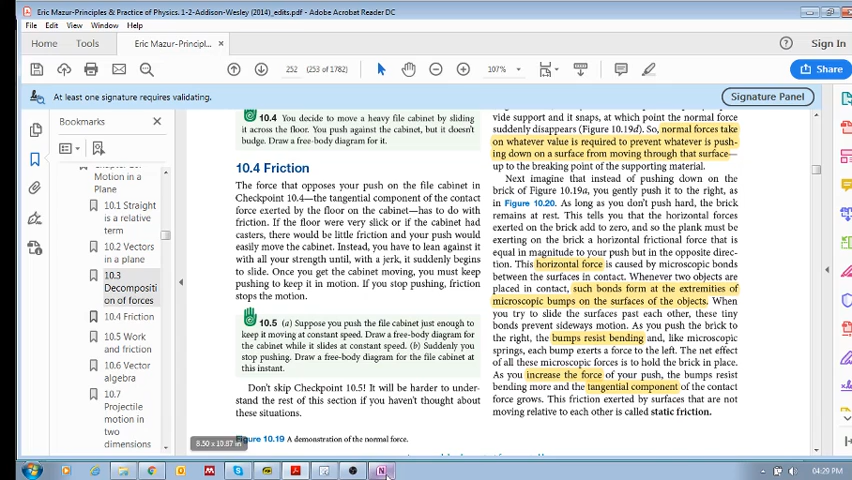 Eric Mazur-Principles & Practice of Physics. 1-2-Addison-Wesley (2014)_edits.pdf - Adobe Acrobat Reader DC
File Edit View Window Help
Home Tools Eric Mazur-Principl... × Sign In
252 (253 of 1782) 107% Share
At least one signature requires validating. Signature Panel
Bookmarks
Motion in a
Plane
10.1 Straight
is a relative
term
10.2 Vectors
in a plane
10.3
Decompositi
on of forces
10.4 Friction
10.5 Work
and friction
10.6 Vector
algebra
10.7
Projectile
motion in
two
dimensions
10.4 You decide to move a heavy file cabinet by sliding
it across the floor. You push against the cabinet, but it doesn't
budge. Draw a free-body diagram for it.
10.4 Friction
The force that opposes your push on the file cabinet in
Checkpoint 10.4—the tangential component of the contact
force exerted by the floor on the cabinet—has to do with
friction. If the floor were very slick or if the cabinet had
casters, there would be little friction and your push would
easily move the cabinet. Instead, you have to lean against it
with all your strength until, with a jerk, it suddenly begins
to slide. Once you get the cabinet moving, you must keep
pushing to keep it in motion. If you stop pushing, friction
stops the motion.
10.5 (a) Suppose you push the file cabinet just enough to
keep it moving at constant speed. Draw a free-body diagram for
the cabinet while it slides at constant speed. (b) Suddenly you
stop pushing. Draw a free-body diagram for the file cabinet at
this instant.
Don't skip Checkpoint 10.5! It will be harder to under-
stand the rest of this section if you haven't thought about
these situations.
8.50 x 10.87 in
Figure 10.19 A demonstration of the normal force.
vide support and it snaps, at which point the normal force
suddenly disappears (Figure 10.19d). So, normal forces take
on whatever value is required to prevent whatever is push-
ing down on a surface from moving through that surface—
up to the breaking point of the supporting material.
Next imagine that instead of pushing down on the
brick of Figure 10.19a, you gently push it to the right, as
in Figure 10.20. As long as you don't push hard, the brick
remains at rest. This tells you that the horizontal forces
exerted on the brick add to zero, and so the plank must be
exerting on the brick a horizontal frictional force that is
equal in magnitude to your push but in the opposite direc-
tion. This horizontal force is caused by microscopic bonds
between the surfaces in contact. Whenever two objects are
placed in contact, such bonds form at the extremities of
microscopic bumps on the surfaces of the objects. When
you try to slide the surfaces past each other, these tiny
bonds prevent sideways motion. As you push the brick to
the right, the bumps resist bending and, like microscopic
springs, each bump exerts a force to the left. The net effect
of all these microscopic forces is to hold the brick in place.
As you increase the force of your push, the bumps resist
bending more and the tangential component of the contact
force grows. This friction exerted by surfaces that are not
moving relative to each other is called static friction.
04:29 PM